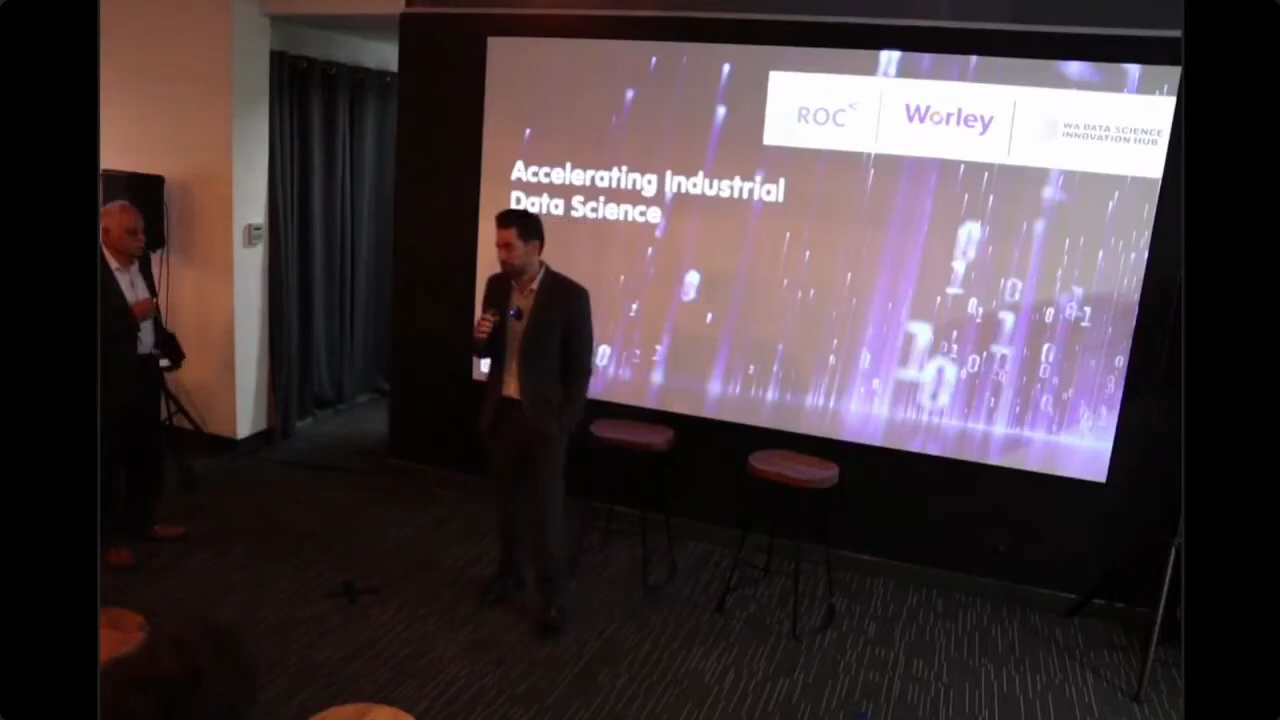 ROC
Worley
WA DATA SCIENCE
INNOVATION HUB
Accelerating Industrial
Data Science